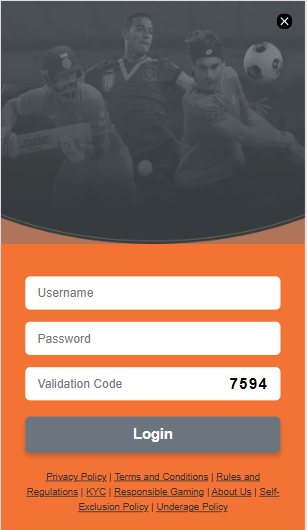 Username
Password
Validation Code 7594
Login
Privacy Policy | Terms and Conditions | Rules and
Regulations | KYC | Responsible Gaming | About Us | Self-
Exclusion Policy | Underage Policy